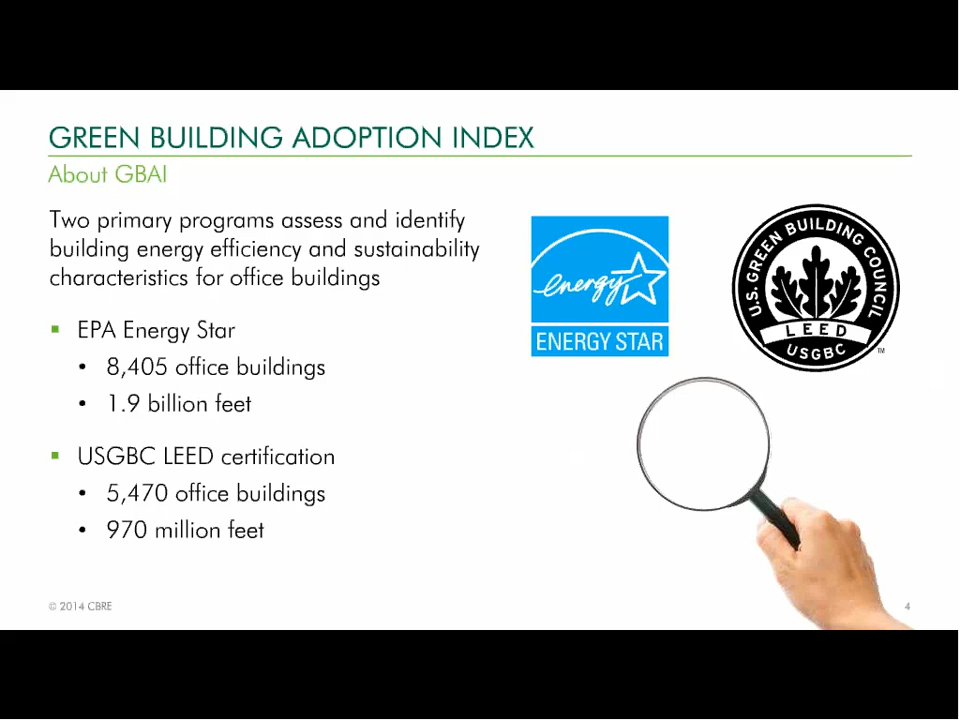 GREEN BUILDING ADOPTION INDEX
About GBAI
Two primary programs assess and identify
building energy efficiency and sustainability
characteristics for office buildings
▪ EPA Energy Star
• 8,405 office buildings
• 1.9 billion feet
▪ USGBC LEED certification
• 5,470 office buildings
• 970 million feet
energy
ENERGY STAR
U.S. GREEN BUILDING COUNCIL
LEED
USGBC
TM
© 2014 CBRE
4